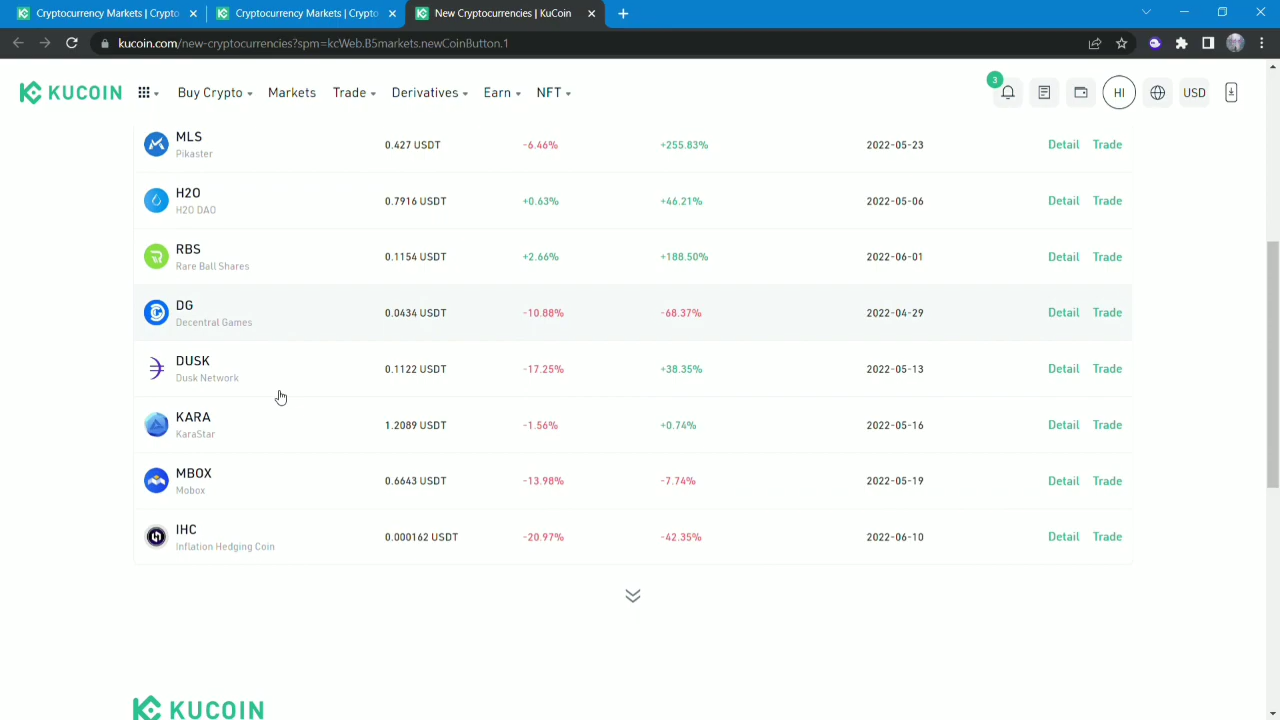 Cryptocurrency Markets | Crypto
Cryptocurrency Markets | Crypto
New Cryptocurrencies | KuCoin
kucoin.com/new-cryptocurrencies?spm=kcWeb.B5markets.newCoinButton.1
KUCOIN Buy Crypto Markets Trade Derivatives Earn NFT 3 HI USD
MLS 0.427 USDT -6.46% +255.83% 2022-05-23 Detail Trade
Pikaster
H2O 0.7916 USDT +0.63% +46.21% 2022-05-06 Detail Trade
H2O DAO
RBS 0.1154 USDT +2.66% +188.50% 2022-06-01 Detail Trade
Rare Ball Shares
DG 0.0434 USDT -10.88% -68.37% 2022-04-29 Detail Trade
Decentral Games
DUSK 0.1122 USDT -17.25% +38.35% 2022-05-13 Detail Trade
Dusk Network
KARA 1.2089 USDT -1.56% +0.74% 2022-05-16 Detail Trade
KaraStar
MBOX 0.6643 USDT -13.98% -7.74% 2022-05-19 Detail Trade
Mobox
IHC 0.000162 USDT -20.97% -42.35% 2022-06-10 Detail Trade
Inflation Hedging Coin
KUCOIN